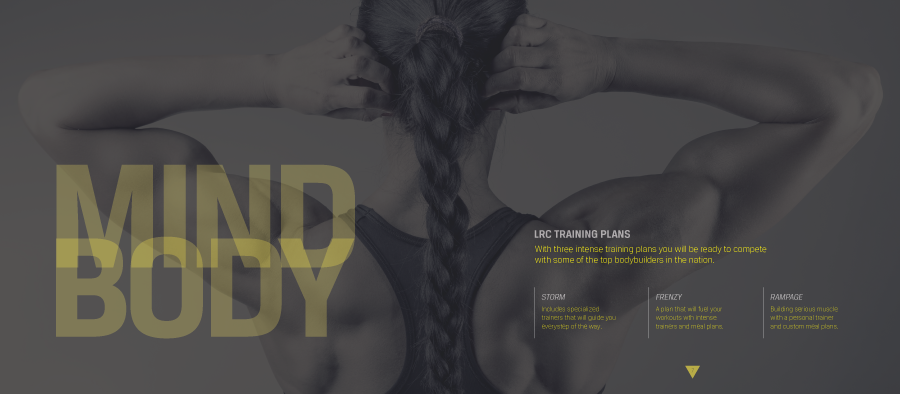 MIND
BODY
LRC TRAINING PLANS
With three intense training plans you will be ready to compete
with some of the top bodybuilders in the nation.
STORM
Includes specialized
trainers that will guide you
everystep of the way...
FRENZY
A plan that will fuel your
workouts with intense
trainers and meal plans.
RAMPAGE
Building serious muscle
with a personal trainer
and custom meal plans.